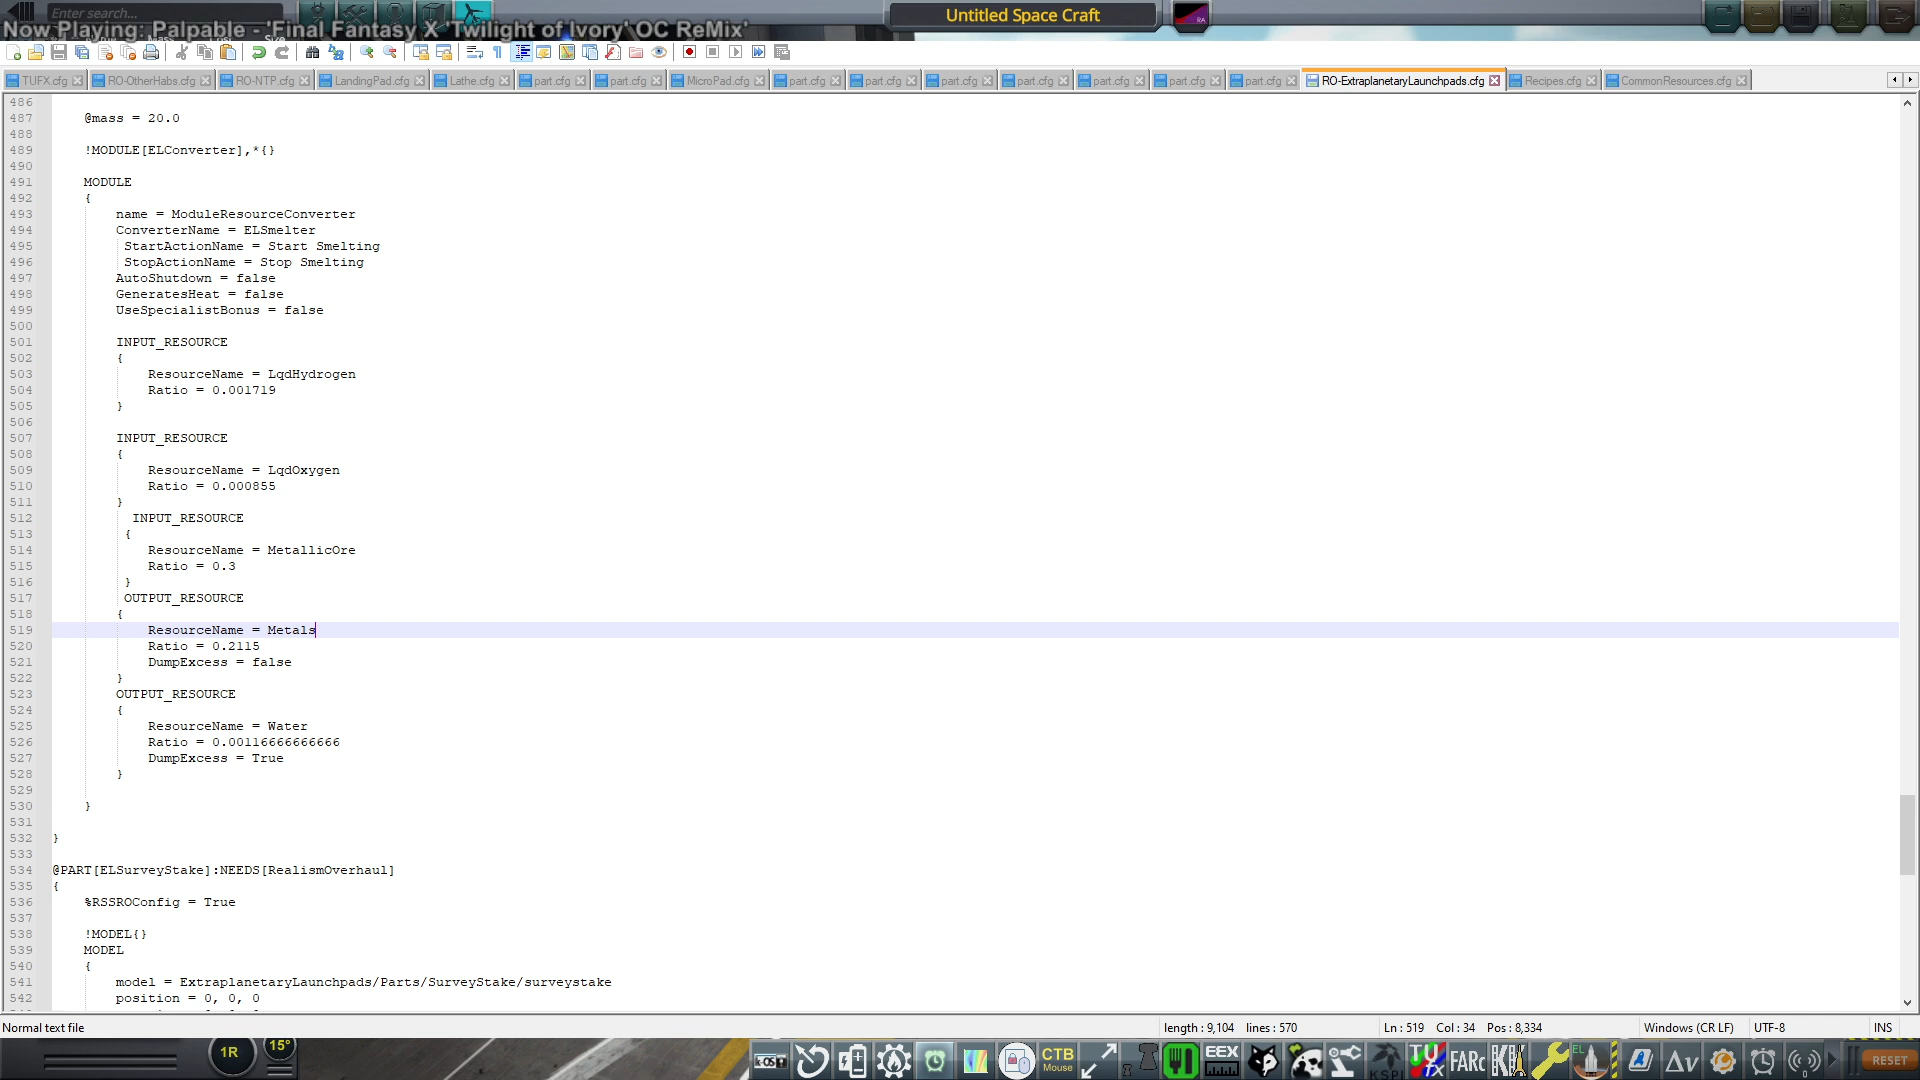 Enter search...
Untitled Space Craft
RA
Now Playing: Palpable - 'Final Fantasy X 'Twilight of Ivory' OC ReMix'
TUFX.cfg RO-OtherHabs.cfg RO-NTP.cfg LandingPad.cfg Lathe.cfg part.cfg part.cfg MicroPad.cfg part.cfg part.cfg part.cfg part.cfg part.cfg part.cfg part.cfg RO-ExtraplanetaryLaunchpads.cfg Recipes.cfg CommonResources.cfg
486
487 @mass = 20.0
488
489 !MODULE[ELConverter],*{}
490
491 MODULE
492 {
493 name = ModuleResourceConverter
494 ConverterName = ELSmelter
495 StartActionName = Start Smelting
496 StopActionName = Stop Smelting
497 AutoShutdown = false
498 GeneratesHeat = false
499 UseSpecialistBonus = false
500
501 INPUT_RESOURCE
502 {
503 ResourceName = LqdHydrogen
504 Ratio = 0.001719
505 }
506
507 INPUT_RESOURCE
508 {
509 ResourceName = LqdOxygen
510 Ratio = 0.000855
511 }
512 INPUT_RESOURCE
513 {
514 ResourceName = MetallicOre
515 Ratio = 0.3
516 }
517 OUTPUT_RESOURCE
518 {
519 ResourceName = Metals
520 Ratio = 0.2115
521 DumpExcess = false
522 }
523 OUTPUT_RESOURCE
524 {
525 ResourceName = Water
526 Ratio = 0.00116666666666
527 DumpExcess = True
528 }
529
530 }
531
532 }
533
534 @PART[ELSurveyStake]:NEEDS[RealismOverhaul]
535 {
536 %RSSROConfig = True
537
538 !MODEL{}
539 MODEL
540 {
541 model = ExtraplanetaryLaunchpads/Parts/SurveyStake/surveystake
542 position = 0, 0, 0
Normal text file length : 9,104 lines : 570 Ln : 519 Col : 34 Pos : 8,334 Windows (CR LF) UTF-8 INS
1R 15° kOS CTB Mouse EEX KSPI TUFX FARc EL Δv RESET